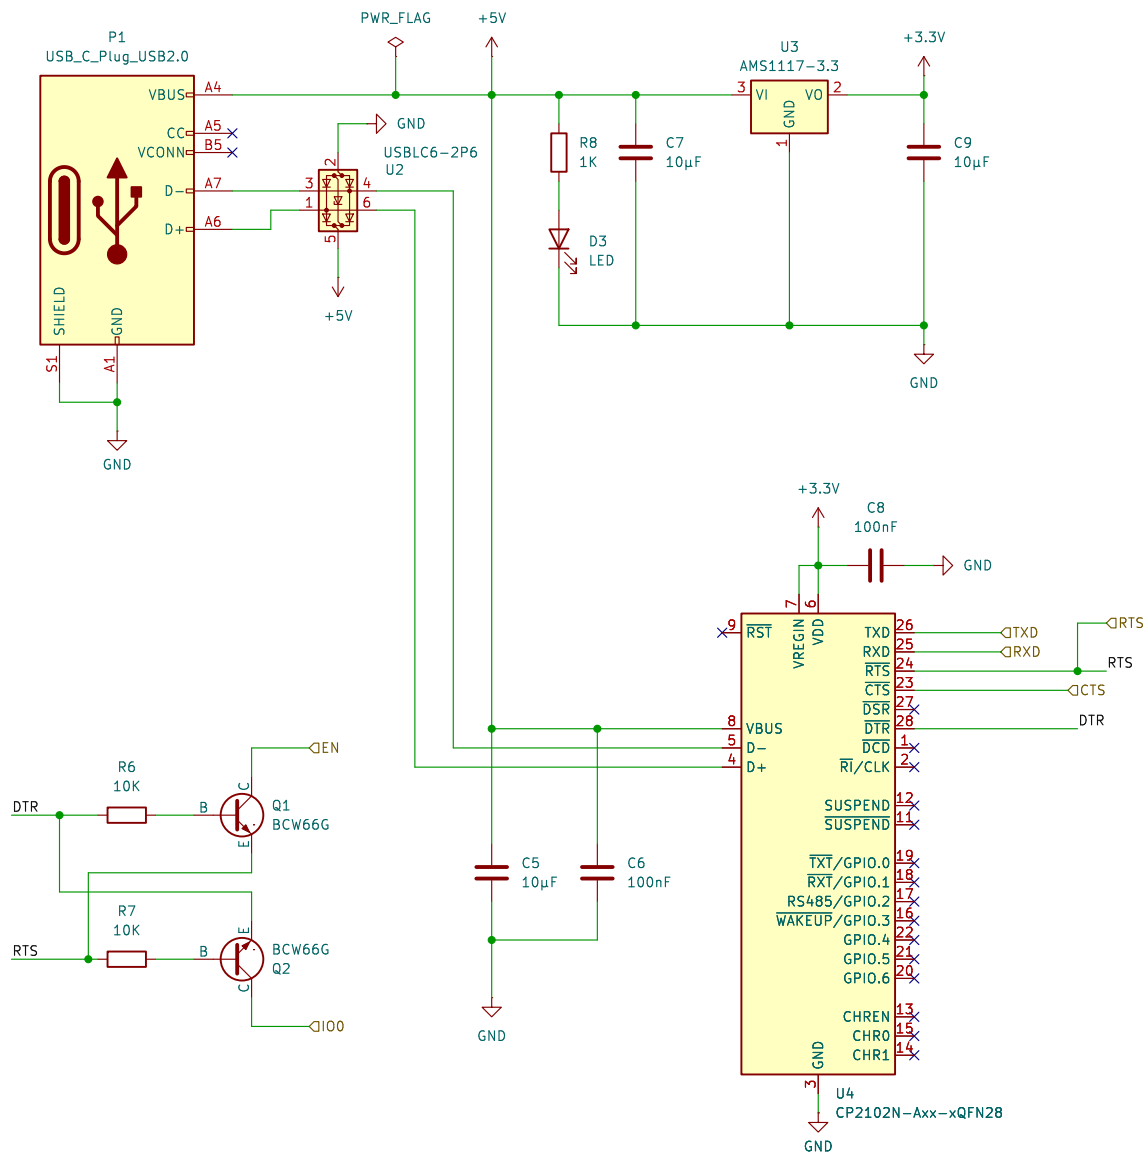 PWR_FLAG
+5V
P1
USB_C_Plug_USB2.0
U3
AMS1117-3.3
+3.3V
VBUS
A4
3
VI
VO
2
GND
1
CC
A5
VCONN
B5
D-
A7
D+
A6
SHIELD
GND
S1
A1
GND
GND
USBLC6-2P6
U2
2
3
4
1
6
5
+5V
R8
1K
C7
10µF
C9
10µF
D3
LED
GND
+3.3V
C8
100nF
GND
7
6
9
RST
VREGIN
VDD
TXD
26
TXD
RXD
25
RXD
RTS
24
RTS
RTS
CTS
23
CTS
DSR
27
8
VBUS
DTR
28
DTR
5
D-
DCD
1
4
D+
RI/CLK
2
SUSPEND
12
SUSPEND
11
TXT/GPIO.0
19
RXT/GPIO.1
18
RS485/GPIO.2
17
WAKEUP/GPIO.3
16
GPIO.4
22
GPIO.5
21
GPIO.6
20
CHREN
13
CHR0
15
CHR1
14
GND
3
U4
CP2102N-Axx-xQFN28
GND
EN
R6
10K
DTR
B
C
E
Q1
BCW66G
R7
10K
RTS
B
E
C
BCW66G
Q2
IO0
C5
10µF
C6
100nF
GND